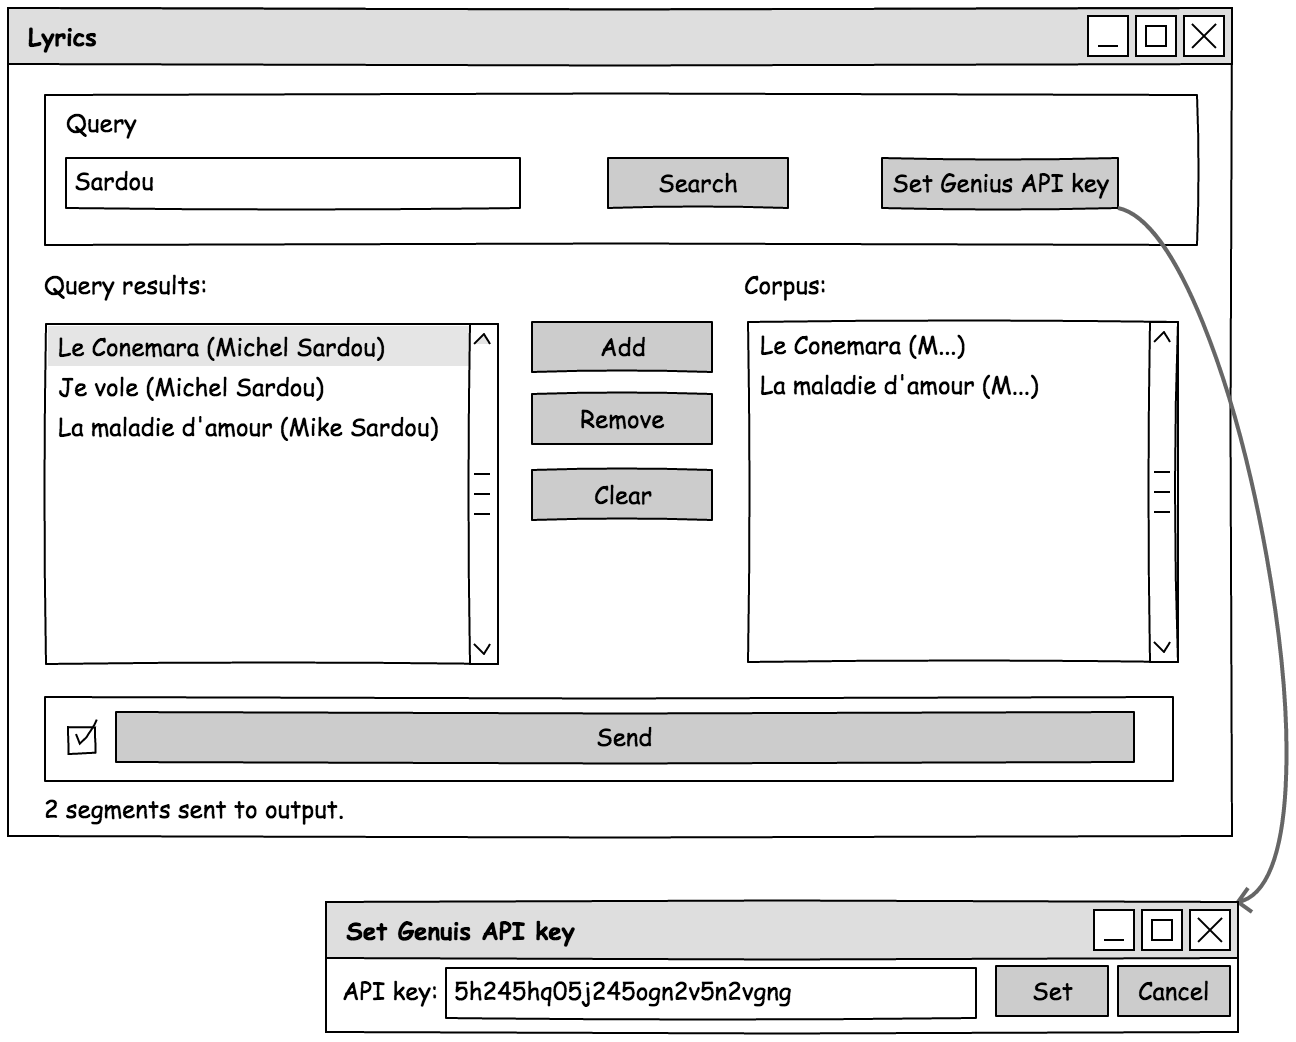 Lyrics
Query
Sardou
Search
Set Genius API key
Query results:
Corpus:
Le Conemara (Michel Sardou)
Je vole (Michel Sardou)
La maladie d'amour (Mike Sardou)
Add
Remove
Clear
Le Conemara (M...)
La maladie d'amour (M...)
Send
2 segments sent to output.
Set Genuis API key
API key:
5h245hq05j245ogn2v5n2vgng
Set
Cancel